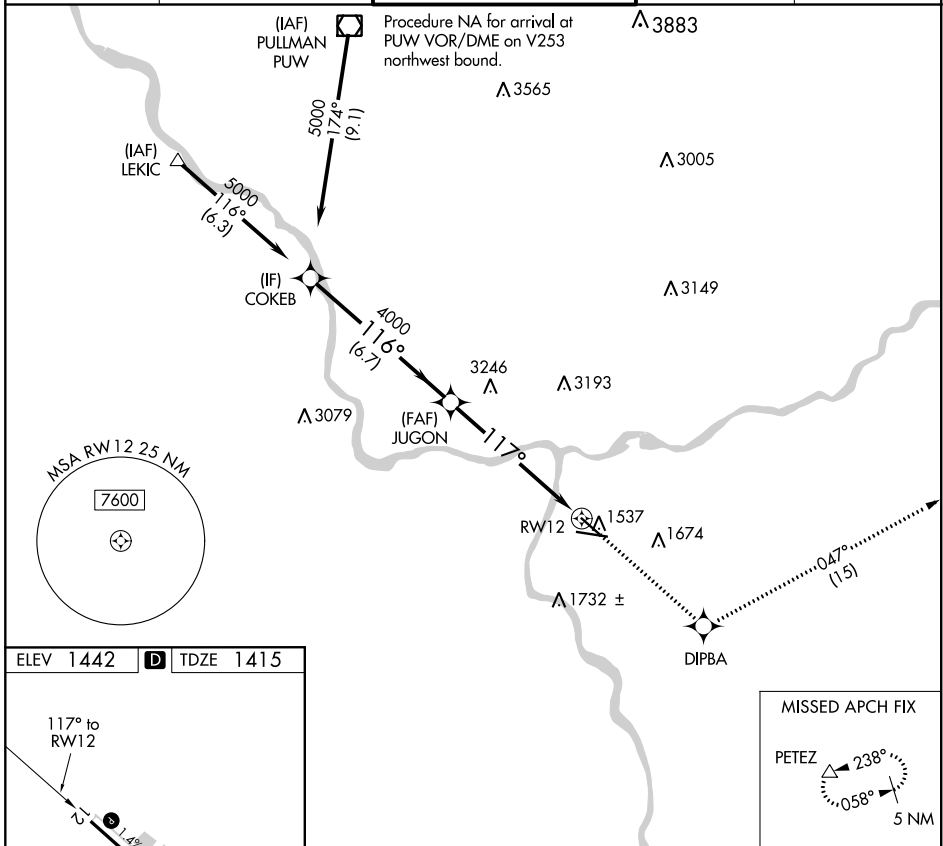 (IAF)
PULLMAN
PUW
Procedure NA for arrival at
PUW VOR/DME on V253
northwest bound.
3883
3565
5000
174°
(9.1)
(IAF)
LEKIC
3005
5000
116°
(6.3)
(IF)
COKEB
3149
4000
116°
(6.7)
3246
3193
3079
(FAF)
JUGON
117°
MSA RW12 25 NM
7600
RW12
1537
1674
047°
(15)
1732 ±
DIPBA
ELEV 1442 D TDZE 1415
117° to
RW12
12
P
1.4%
MISSED APCH FIX
PETEZ
238°
058°
5 NM